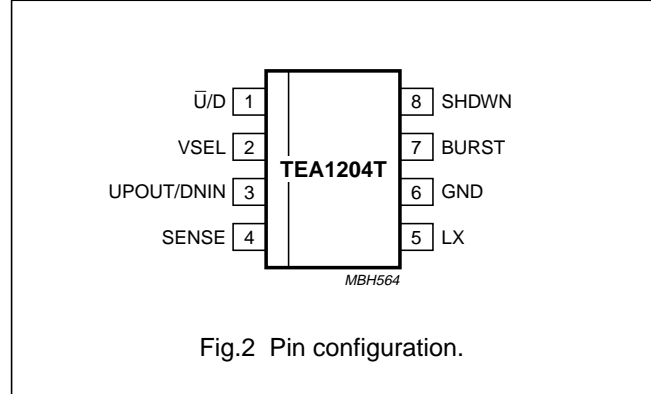 U̅/D 1 8 SHDWN
VSEL 2 7 BURST
TEA1204T
UPOUT/DNIN 3 6 GND
SENSE 4 5 LX
MBH564
Fig.2 Pin configuration.